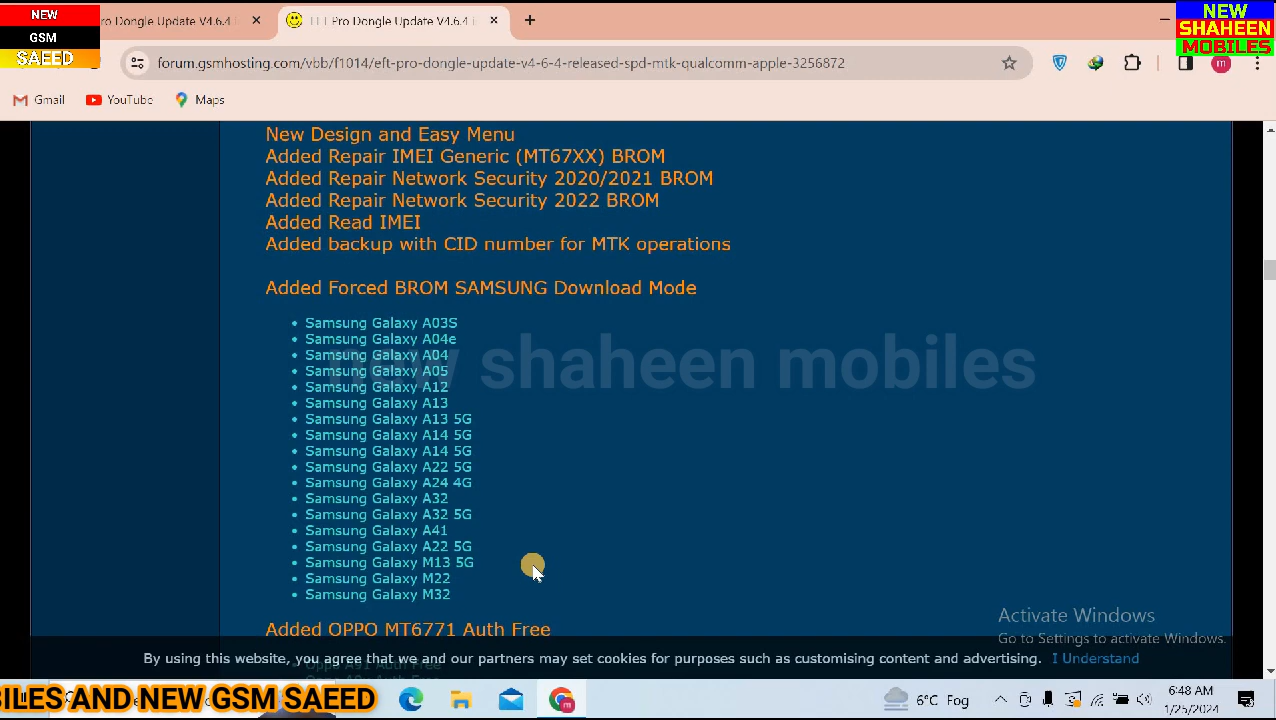 NEW
GSM
SAEED
Pro Dongle Update V4.6.4
Pro Dongle Update V4.6.4
NEW
SHAHEEN
MOBILES
forum.gsmhosting.com/vbb/f1014/eft-pro-dongle-update-v4-6-4-released-spd-mtk-qualcomm-apple-3256872
m
Gmail
YouTube
Maps
New Design and Easy Menu
Added Repair IMEI Generic (MT67XX) BROM
Added Repair Network Security 2020/2021 BROM
Added Repair Network Security 2022 BROM
Added Read IMEI
Added backup with CID number for MTK operations
Added Forced BROM SAMSUNG Download Mode
• Samsung Galaxy A03S
• Samsung Galaxy A04e
• Samsung Galaxy A04
• Samsung Galaxy A05
• Samsung Galaxy A12
• Samsung Galaxy A13
• Samsung Galaxy A13 5G
• Samsung Galaxy A14 5G
• Samsung Galaxy A14 5G
• Samsung Galaxy A22 5G
• Samsung Galaxy A24 4G
• Samsung Galaxy A32
• Samsung Galaxy A32 5G
• Samsung Galaxy A41
• Samsung Galaxy A22 5G
• Samsung Galaxy M13 5G
• Samsung Galaxy M22
• Samsung Galaxy M32
new shaheen mobiles
Added OPPO MT6771 Auth Free
Activate Windows
Go to Settings to activate Windows.
By using this website, you agree that we and our partners may set cookies for purposes such as customising content and advertising. I Understand
• Oppo A91 Auth Free
BILES AND NEW GSM SAEED
6°C Fog
6:48 AM
1/25/2024